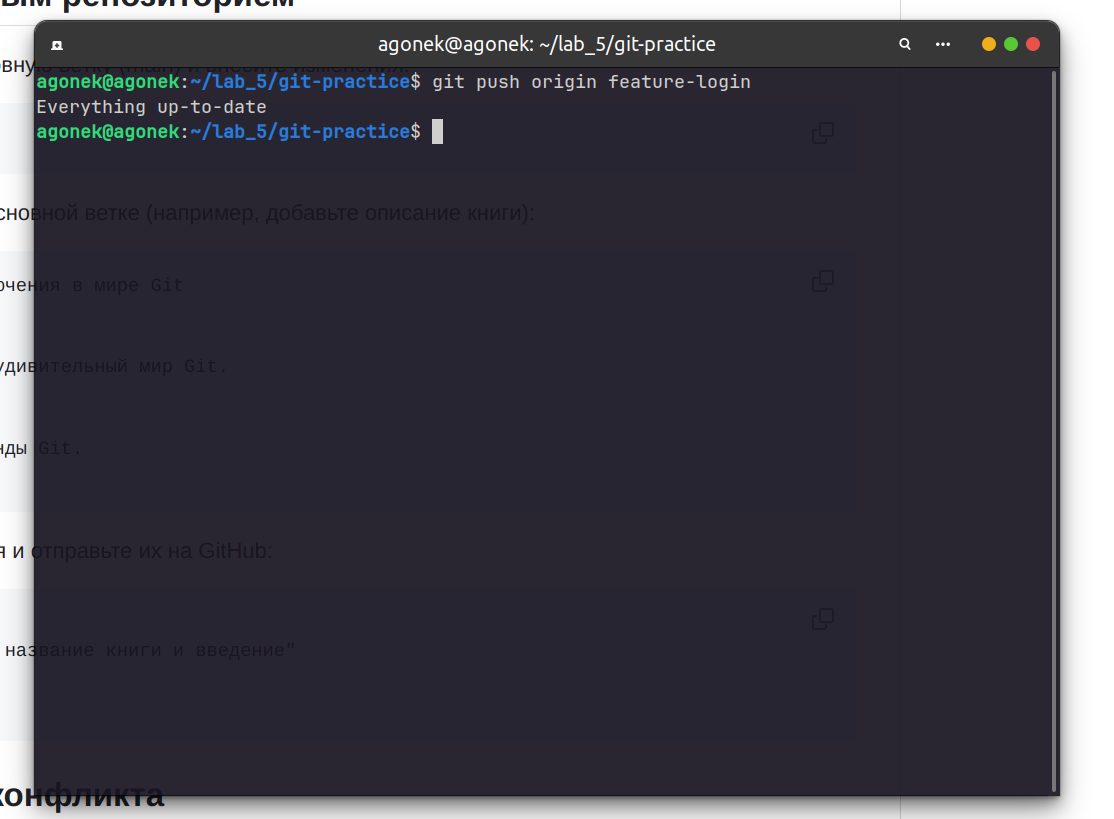 ым репозиторием
agonek@agonek: ~/lab_5/git-practice
овную ветку (main) и внесите изменения:
agonek@agonek:~/lab_5/git-practice$ git push origin feature-login
Everything up-to-date
agonek@agonek:~/lab_5/git-practice$
сновной ветке (например, добавьте описание книги):
ючения в мире Git
удивительный мир Git.
нды Git.
я и отправьте их на GitHub:
название книги и введение"
конфликта